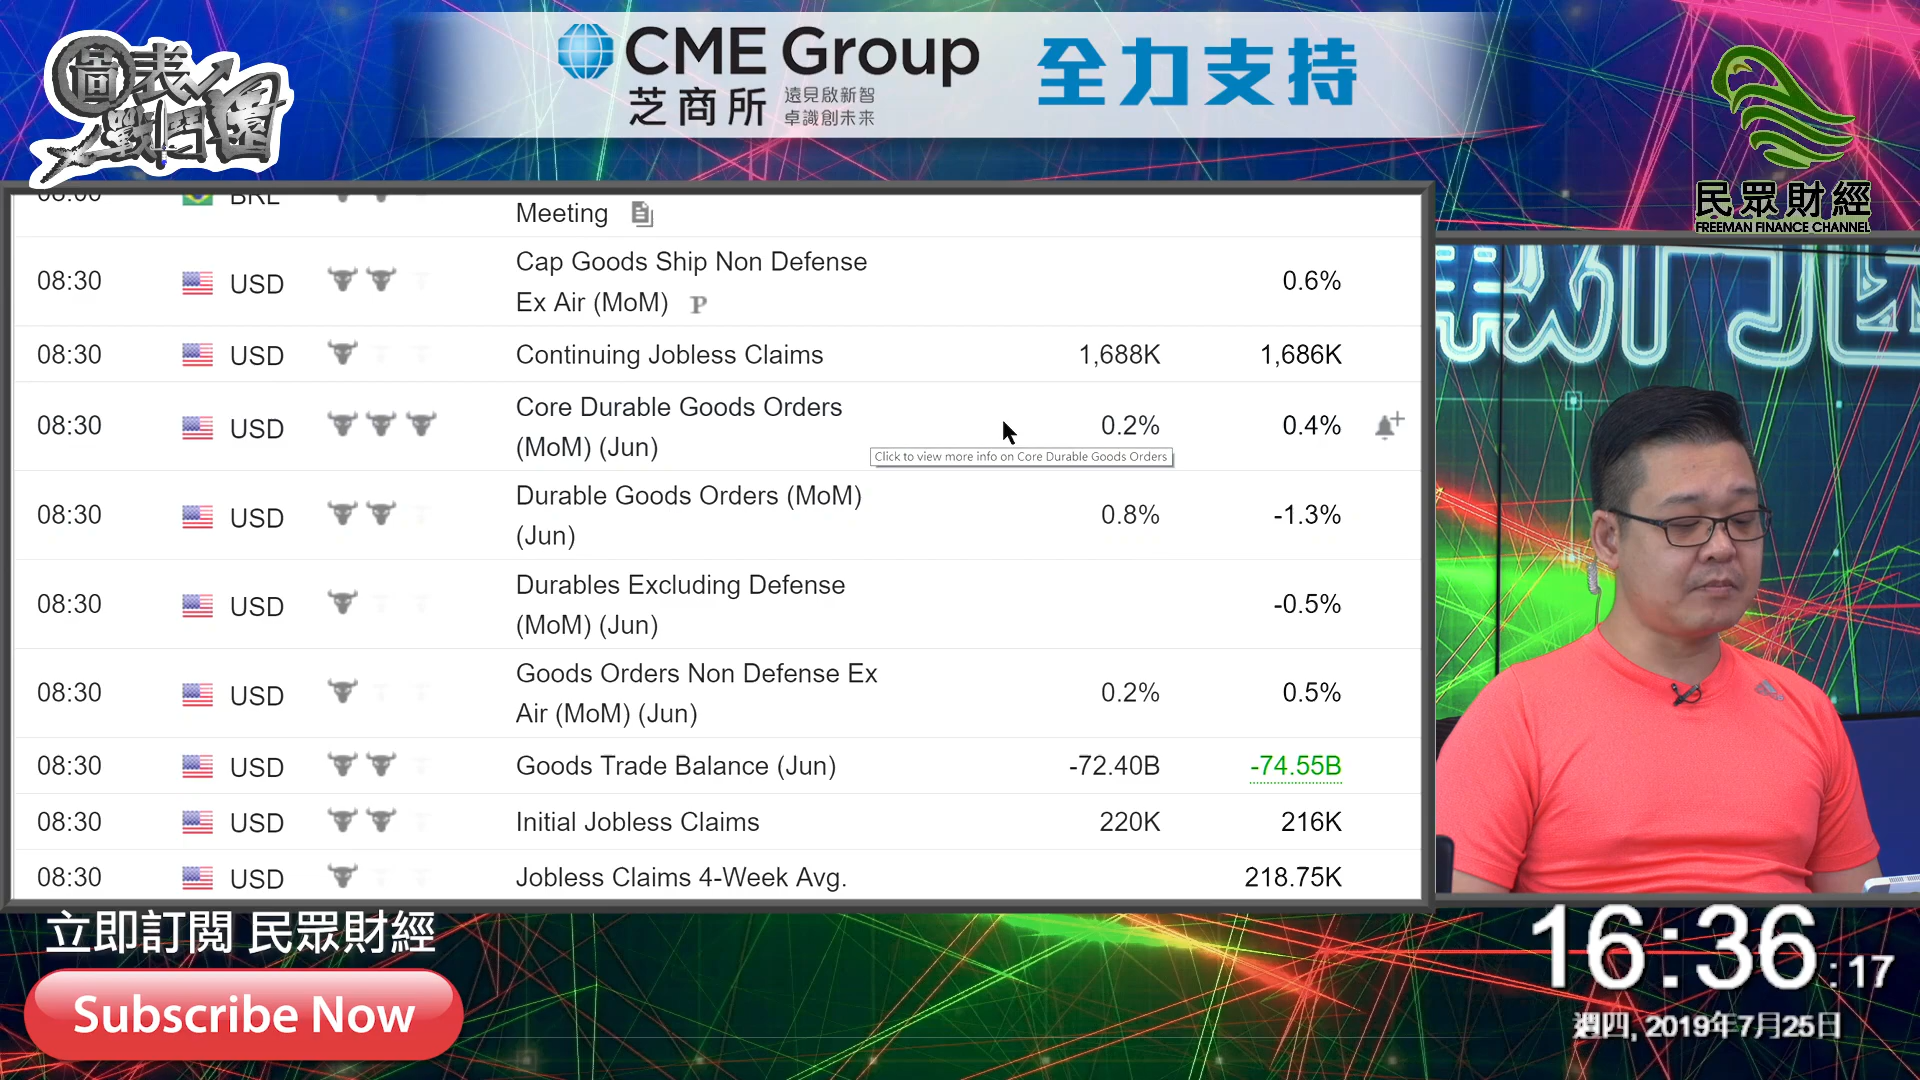 圖表
戰鬥團
CME Group
芝商所
遠見啟新智
卓識創未來
全力支持
民眾財經
FREEMAN FINANCE CHANNEL
08:00 BRL Meeting
08:30 USD Cap Goods Ship Non Defense
Ex Air (MoM) P 0.6%
08:30 USD Continuing Jobless Claims 1,688K 1,686K
08:30 USD Core Durable Goods Orders
(MoM) (Jun) 0.2% 0.4%
Click to view more info on Core Durable Goods Orders
08:30 USD Durable Goods Orders (MoM)
(Jun) 0.8% -1.3%
08:30 USD Durables Excluding Defense
(MoM) (Jun) -0.5%
08:30 USD Goods Orders Non Defense Ex
Air (MoM) (Jun) 0.2% 0.5%
08:30 USD Goods Trade Balance (Jun) -72.40B -74.55B
08:30 USD Initial Jobless Claims 220K 216K
08:30 USD Jobless Claims 4-Week Avg. 218.75K
立即訂閱 民眾財經
Subscribe Now
16:36:17
週四, 2019年7月25日